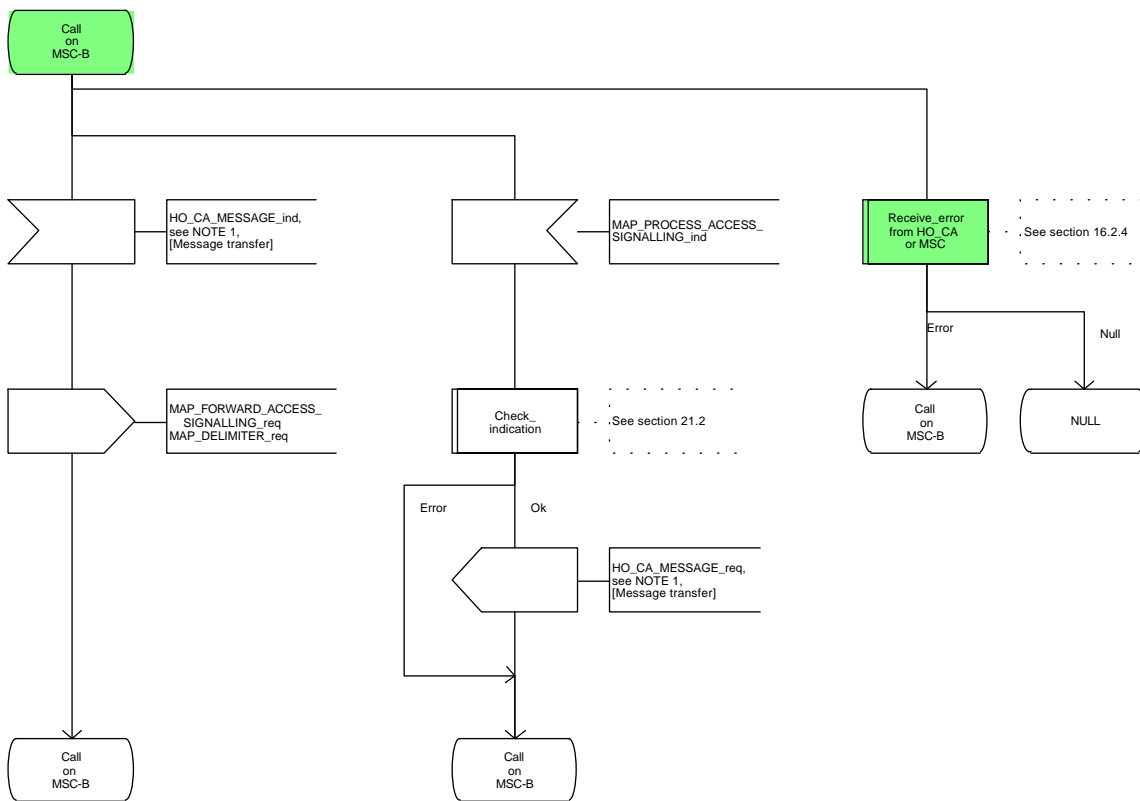 Call
on
MSC-B
HO_CA_MESSAGE_ind,
see NOTE 1,
[Message transfer]
MAP_PROCESS_ACCESS_
SIGNALLING_ind
Receive_error
from HO_CA
or MSC
See section 16.2.4
Error
Null
MAP_FORWARD_ACCESS_
SIGNALLING_req
MAP_DELIMITER_req
Check_
indication
See section 21.2
Call
on
MSC-B
NULL
Error
Ok
HO_CA_MESSAGE_req,
see NOTE 1,
[Message transfer]
Call
on
MSC-B
Call
on
MSC-B